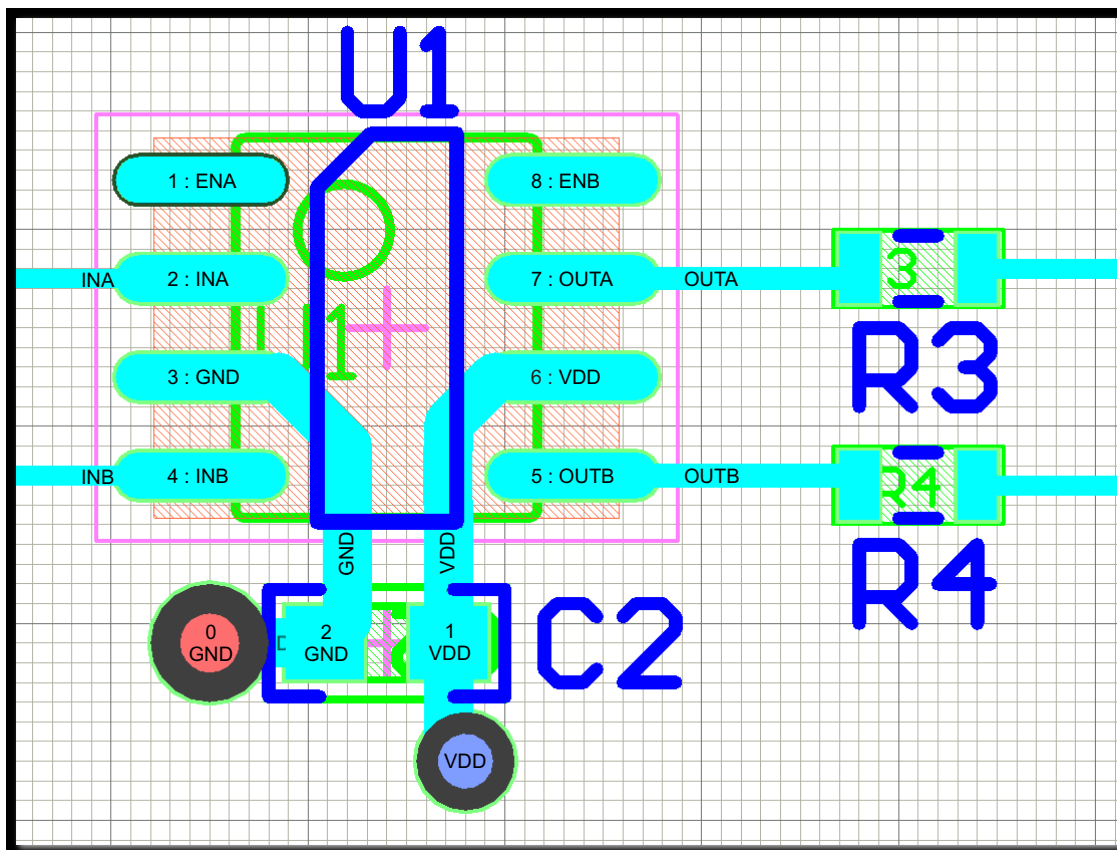 U1
1 : ENA
8 : ENB
INA
2 : INA
7 : OUTA
OUTA
3
U1
3 : GND
6 : VDD
R3
INB
4 : INB
5 : OUTB
OUTB
R4
GND
VDD
R4
0
GND
2
GND
1
VDD
C2
VDD